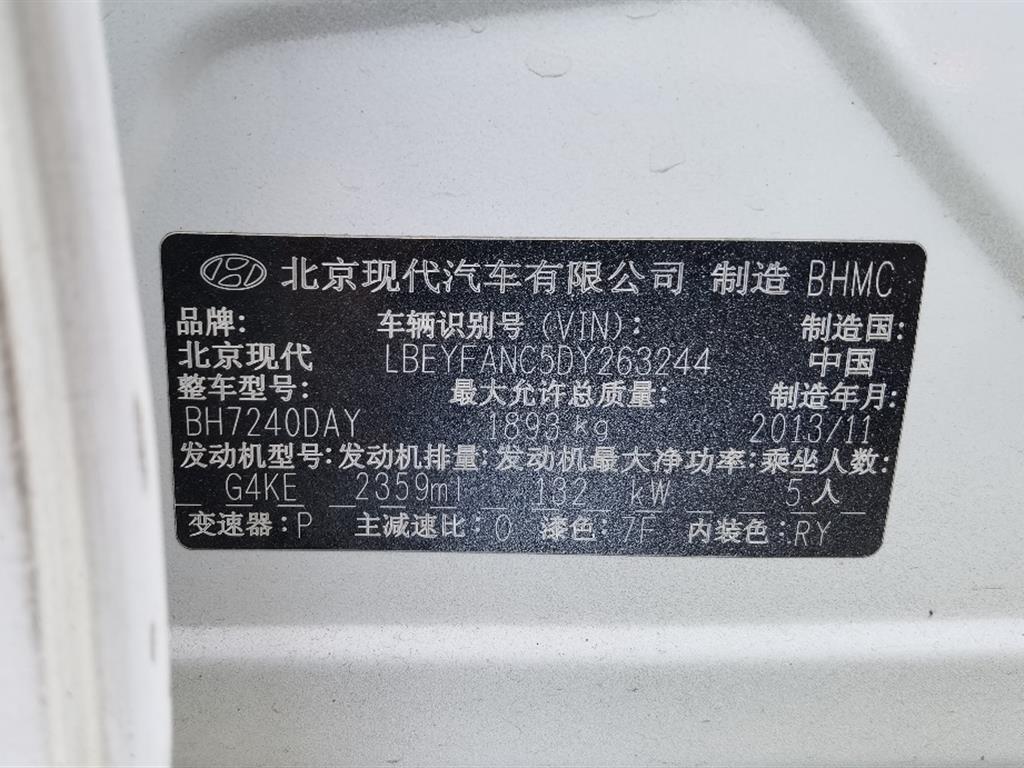 北京现代汽车有限公司 制造 BHMC
品牌: 车辆识别号(VIN): 制造国:
北京现代 LBEYFANC5DY263244 中国
整车型号: 最大允许总质量: 制造年月:
BH7240DAY 1893 kg 2013/11
发动机型号: 发动机排量: 发动机最大净功率: 乘坐人数:
G4KE 2359ml 132 kW 5人
变速器:P 主减速比:0 漆色:7F 内装色:RY